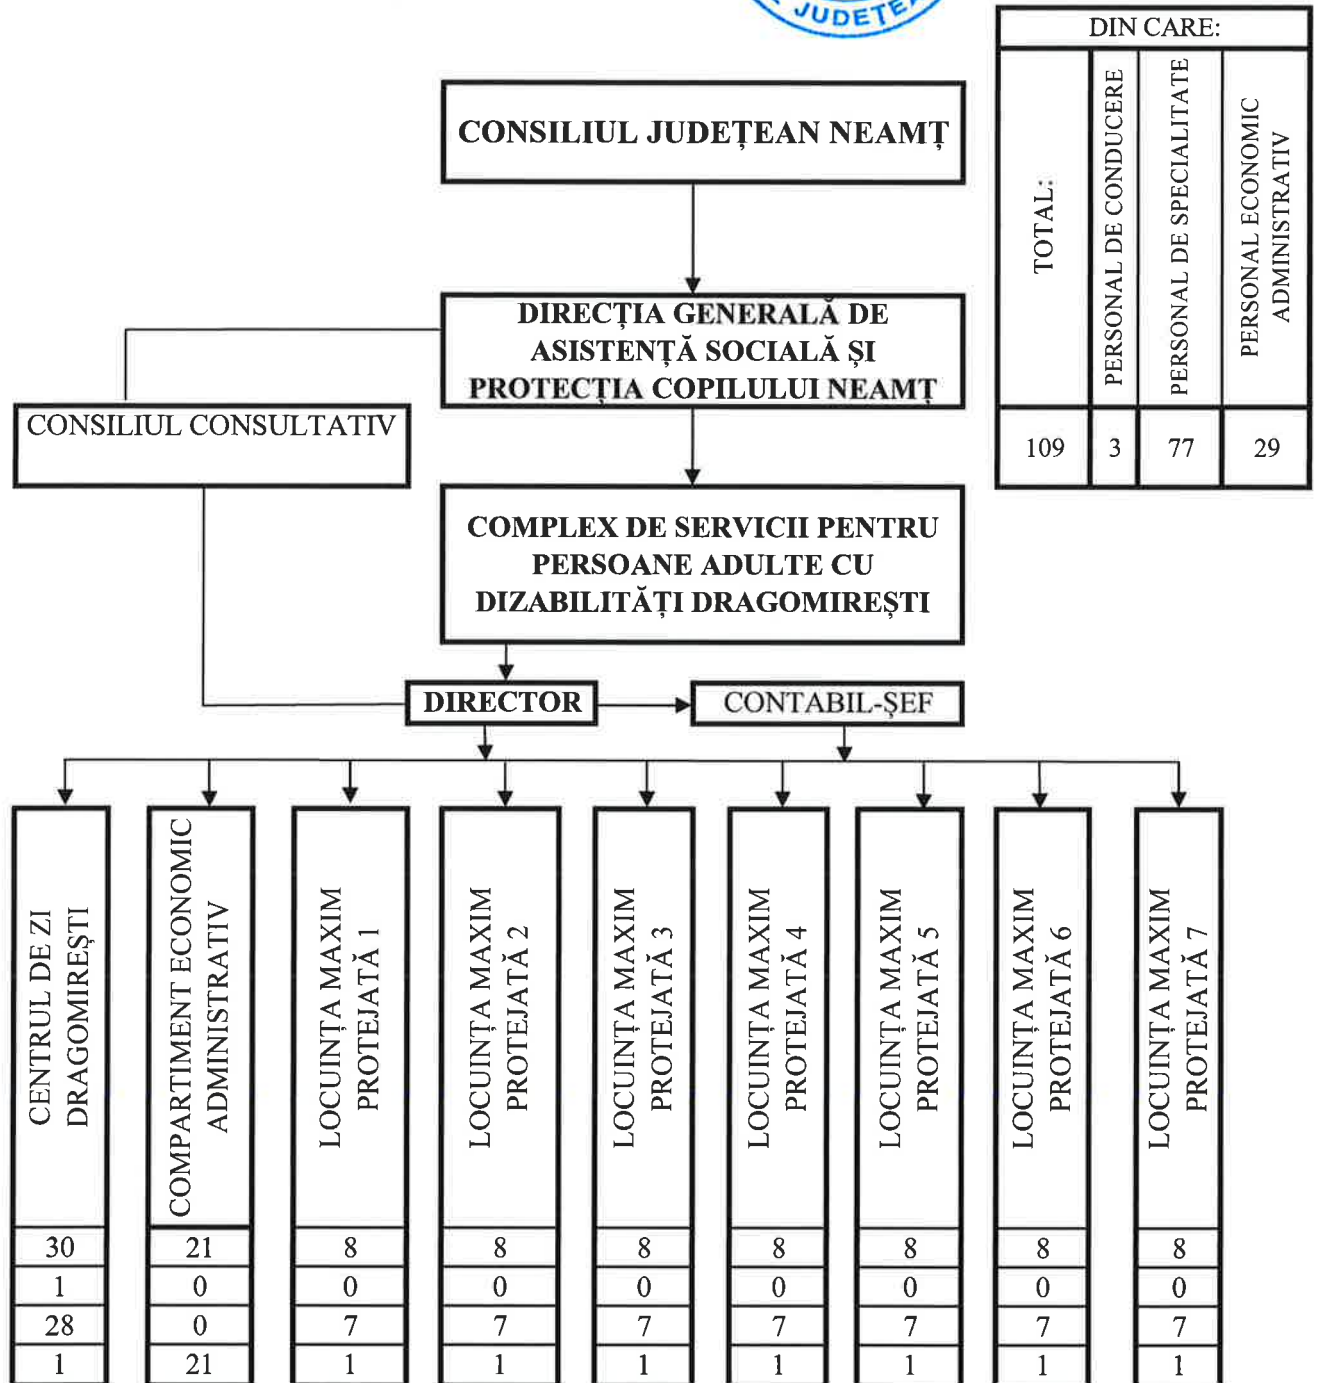 JUDEȚEA
DIN CARE:
TOTAL:
PERSONAL DE CONDUCERE
PERSONAL DE SPECIALITATE
PERSONAL ECONOMIC
ADMINISTRATIV
109 3 77 29
CONSILIUL JUDEȚEAN NEAMȚ
DIRECȚIA GENERALĂ DE
ASISTENȚĂ SOCIALĂ ȘI
PROTECȚIA COPILULUI NEAMȚ
CONSILIUL CONSULTATIV
COMPLEX DE SERVICII PENTRU
PERSOANE ADULTE CU
DIZABILITĂȚI DRAGOMIREȘTI
DIRECTOR
CONTABIL-ȘEF
CENTRUL DE ZI
DRAGOMIREȘTI
COMPARTIMENT ECONOMIC
ADMINISTRATIV
LOCUINȚA MAXIM
PROTEJATĂ 1
LOCUINȚA MAXIM
PROTEJATĂ 2
LOCUINȚA MAXIM
PROTEJATĂ 3
LOCUINȚA MAXIM
PROTEJATĂ 4
LOCUINȚA MAXIM
PROTEJATĂ 5
LOCUINȚA MAXIM
PROTEJATĂ 6
LOCUINȚA MAXIM
PROTEJATĂ 7
30 21 8 8 8 8 8 8 8
1 0 0 0 0 0 0 0 0
28 0 7 7 7 7 7 7 7
1 21 1 1 1 1 1 1 1